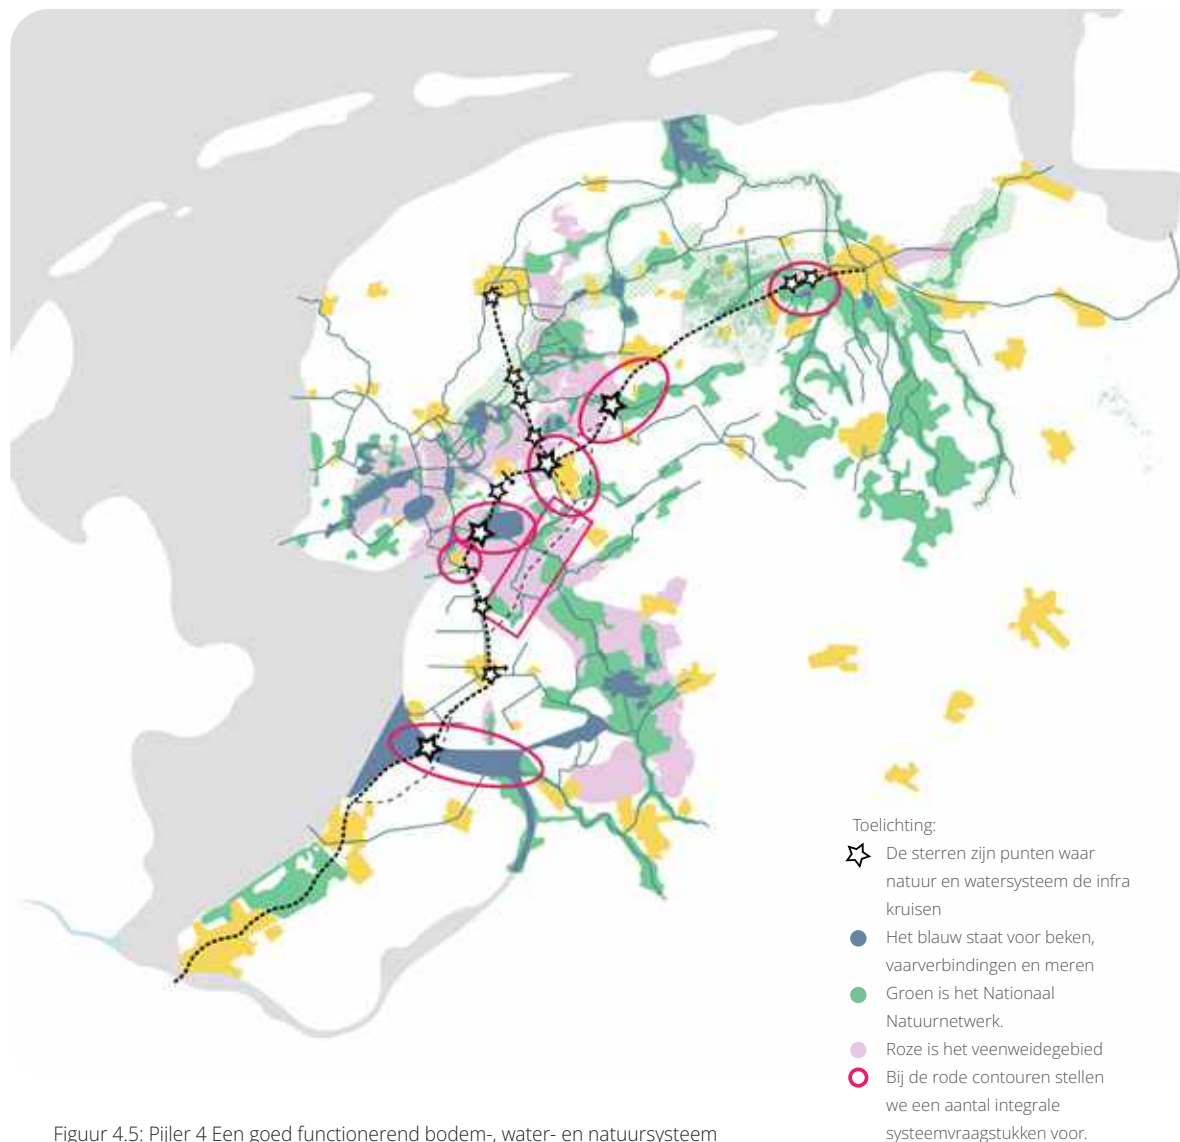 Toelichting:
De sterren zijn punten waar
natuur en watersysteem de infra
kruisen
Het blauw staat voor beken,
vaarverbindingen en meren
Groen is het Nationaal
Natuurnetwerk.
Roze is het veenweidegebied
Bij de rode contouren stellen
we een aantal integrale
systeemvraagstukken voor.
Figuur 4.5: Pijler 4 Een goed functionerend bodem-, water- en natuursysteem